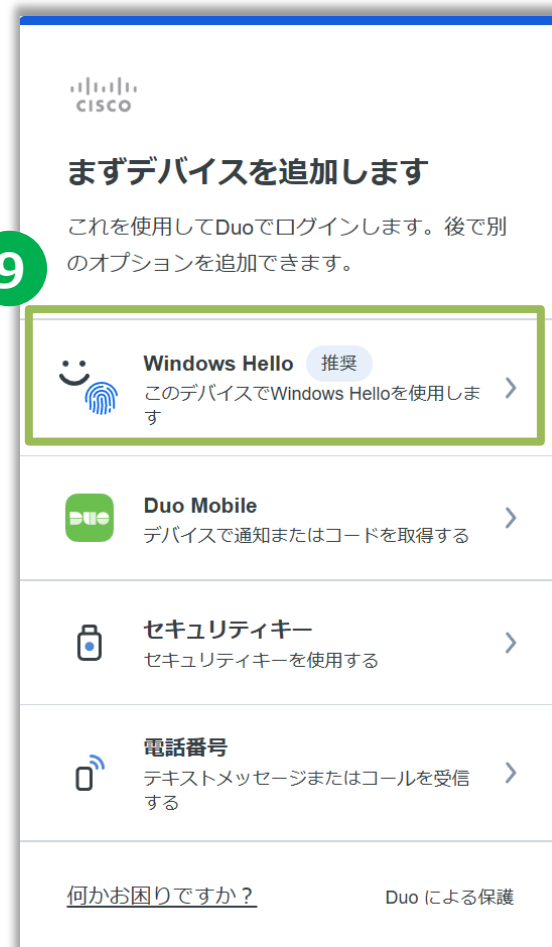 CISCO
まずデバイスを追加します
これを使用してDuoでログインします。後で別
のオプションを追加できます。
9
Windows Hello 推奨
このデバイスでWindows Helloを使用しま
す
DUO
Duo Mobile
デバイスで通知またはコードを取得する
セキュリティキー
セキュリティキーを使用する
電話番号
テキストメッセージまたはコールを受信
する
何かお困りですか？ Duo による保護